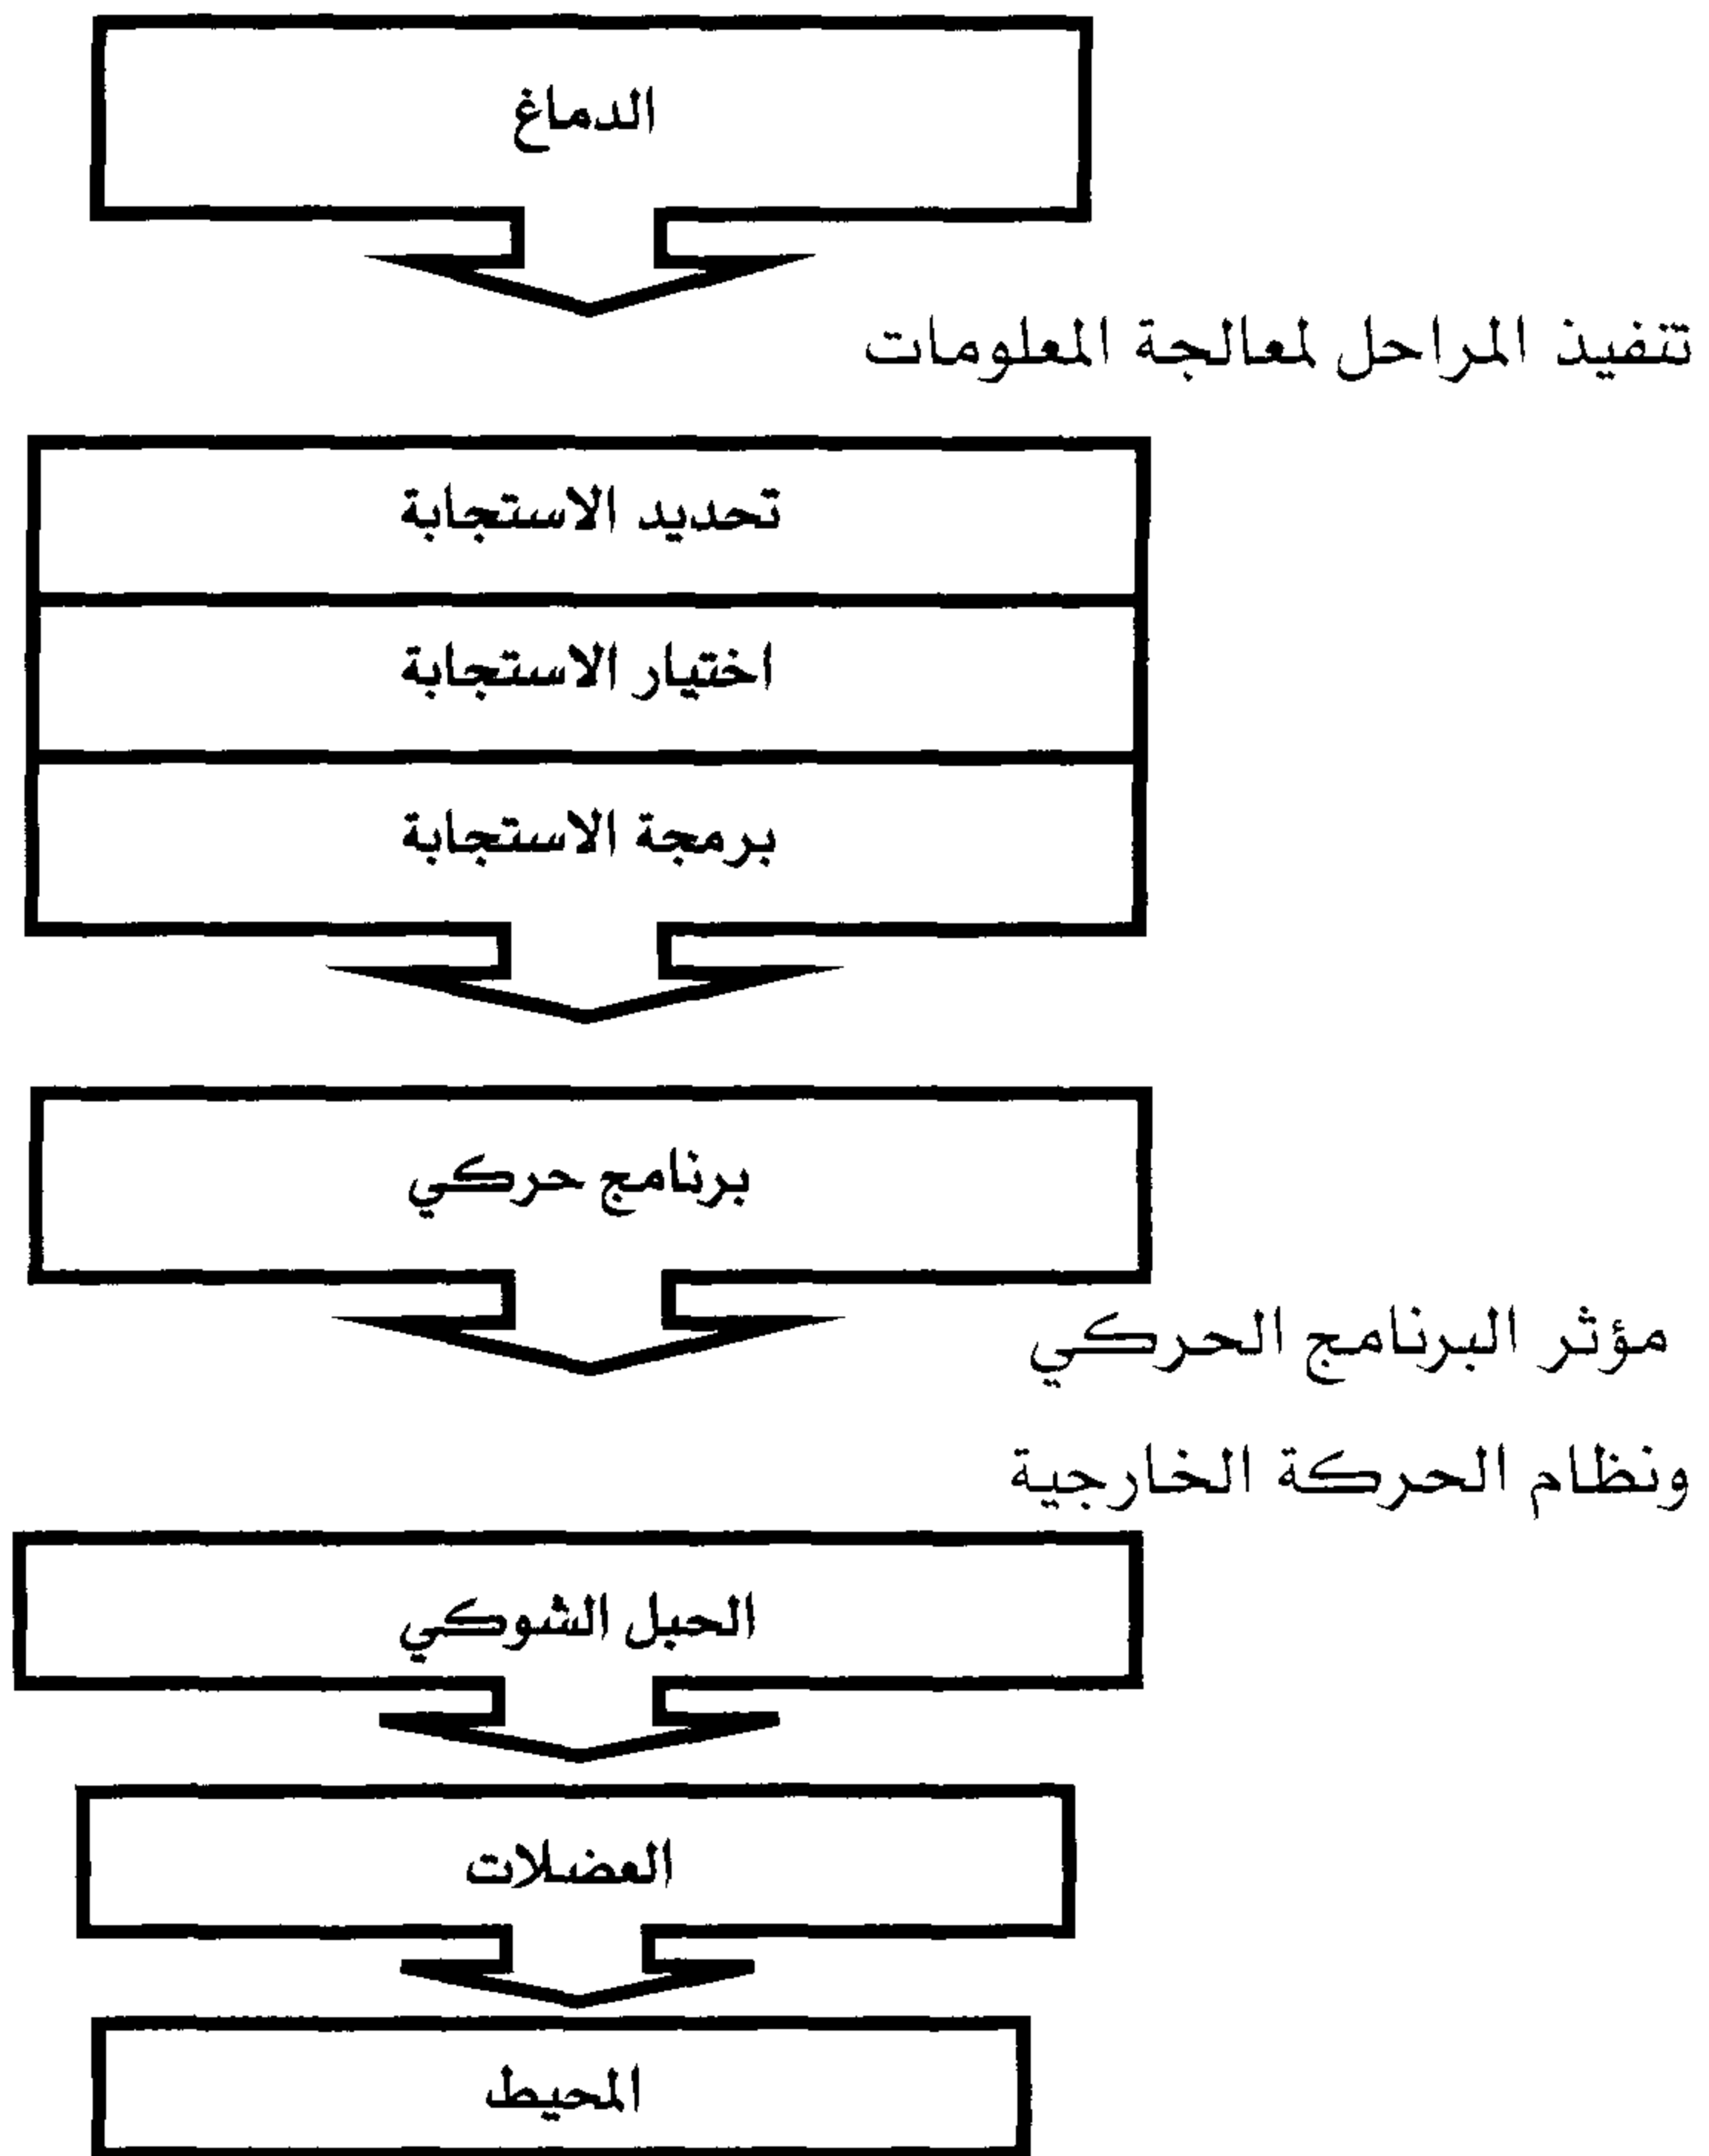 الدماغ
تنفيذ المراحل لمعالجة المعلومات
تحديد الاستجابة
اختيار الاستجابة
برمجة الاستجابة
برنامج حركي
مؤثر البرنامج الحركي
ونظام الحركة الخارجية
الحبل الشوكي
العضلات
المحيط